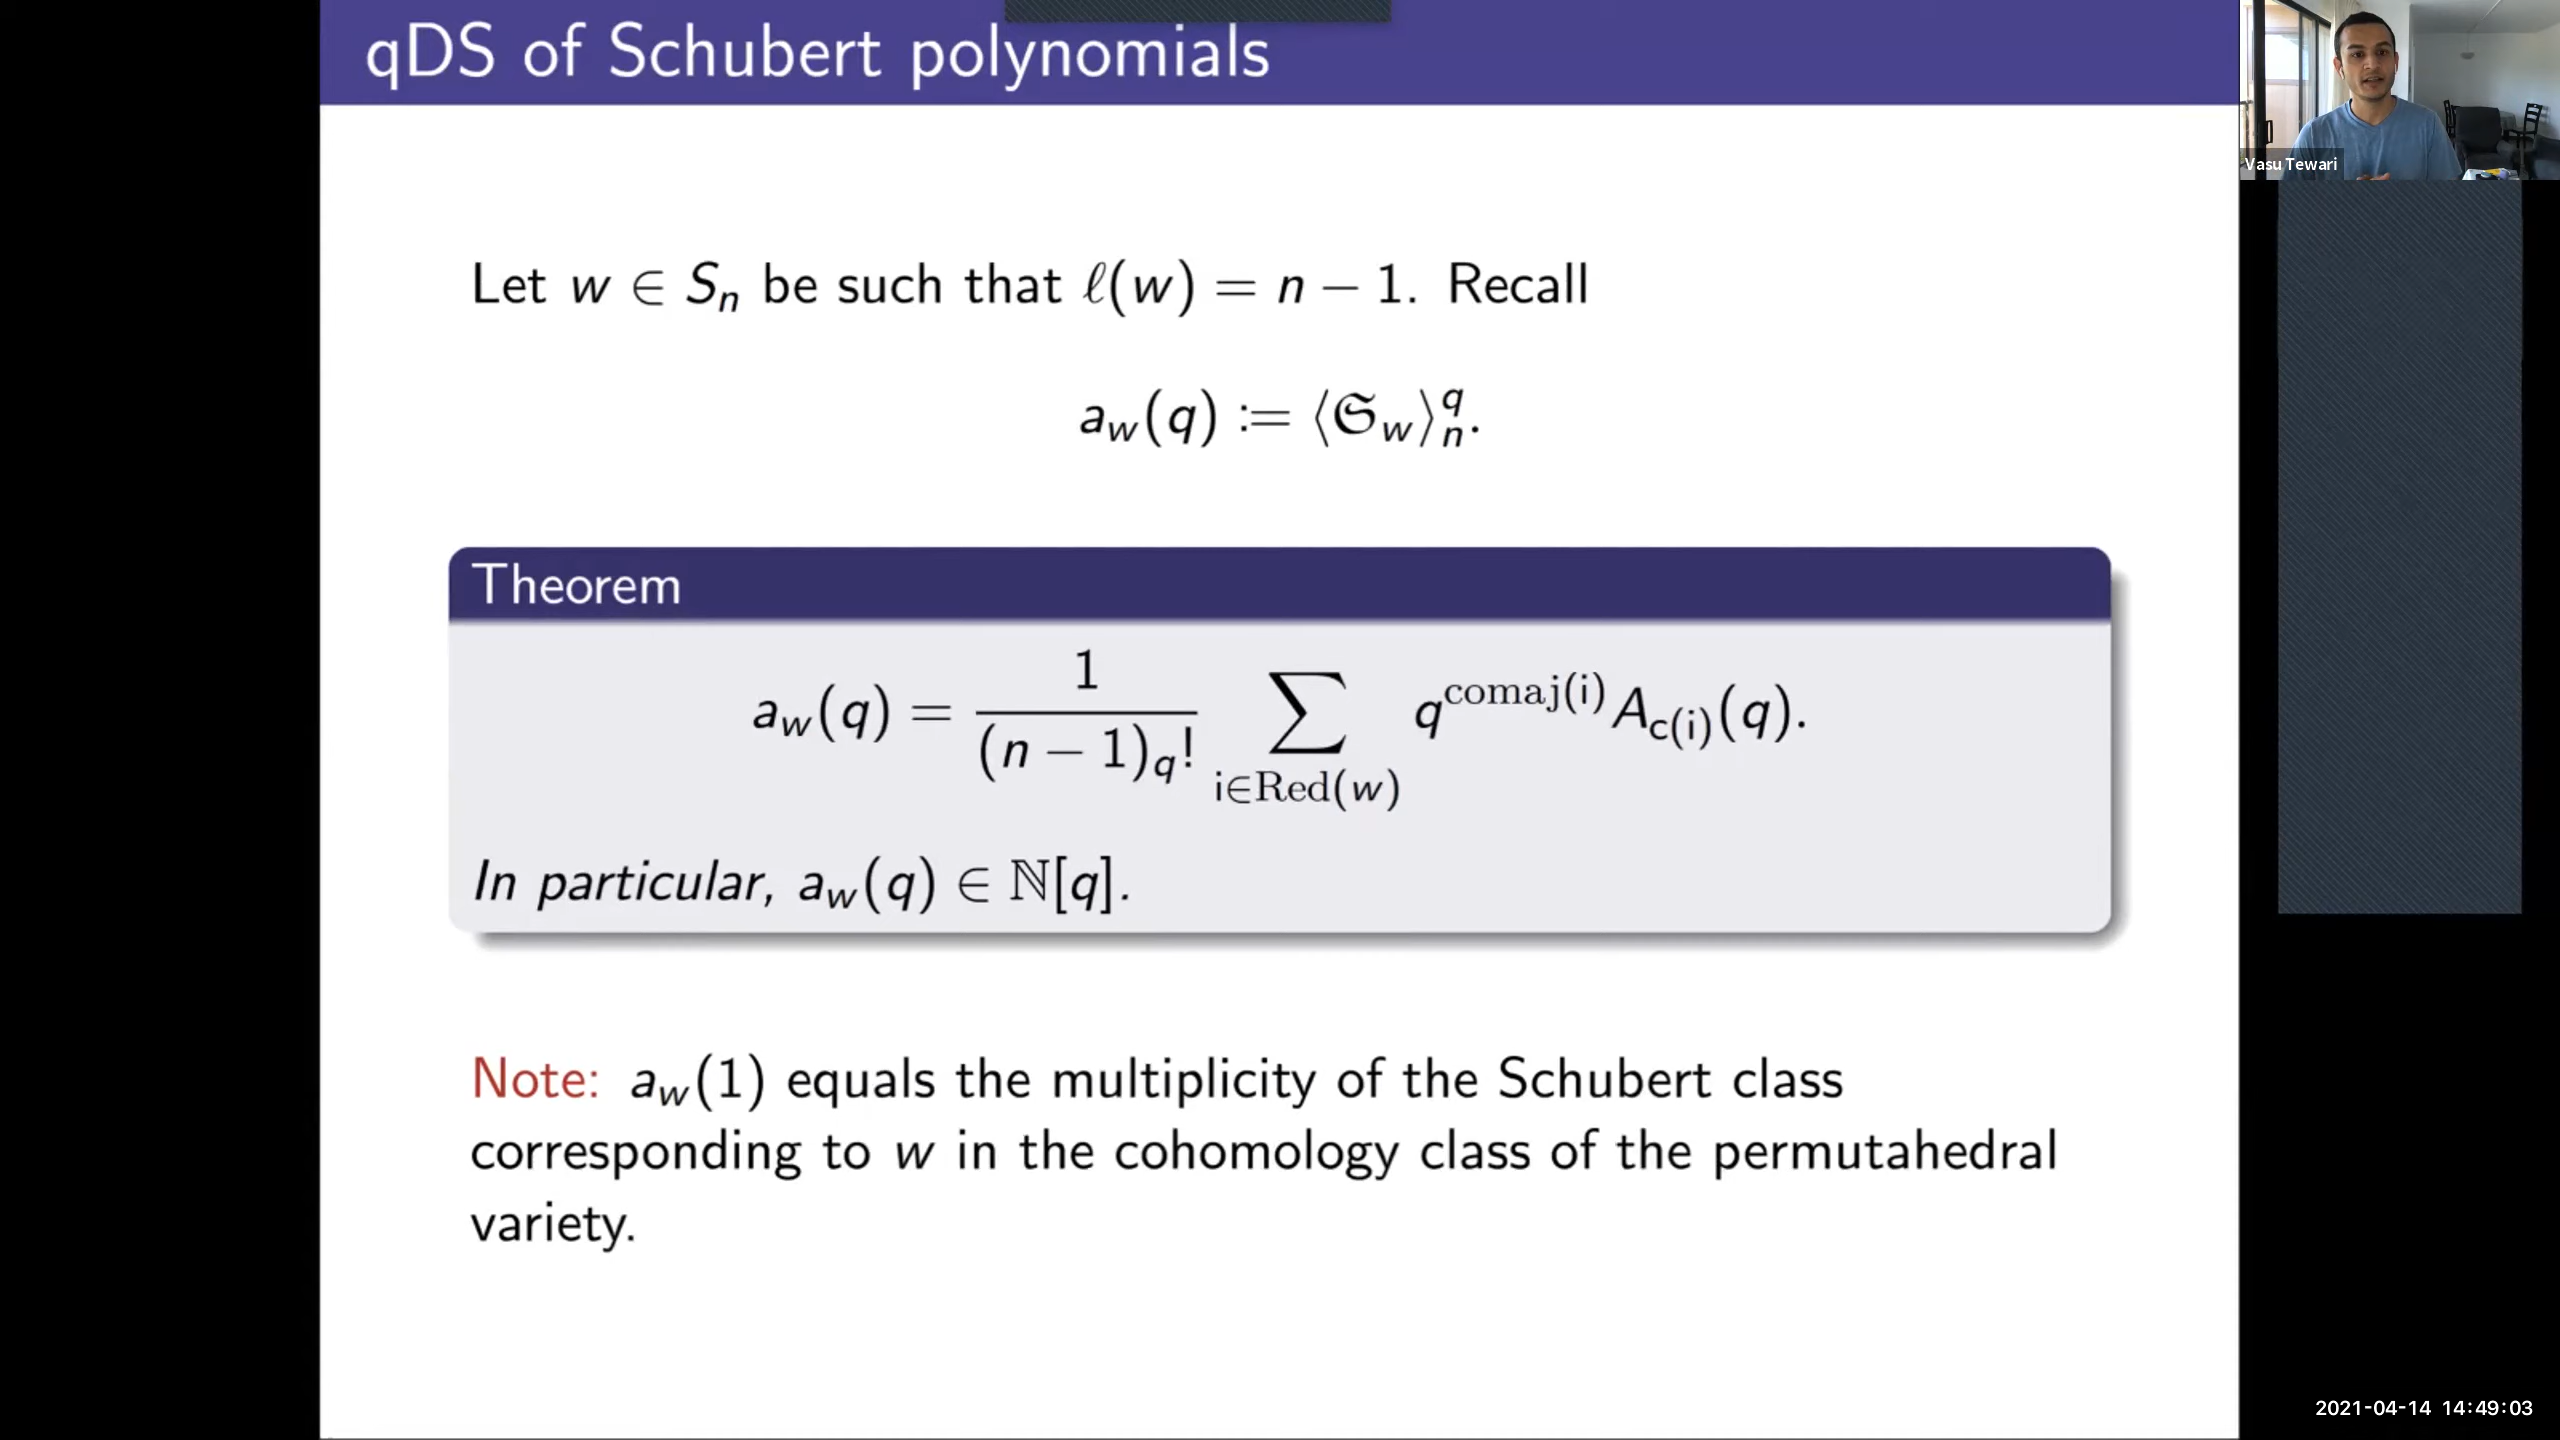 qDS of Schubert polynomials
Vasu Tewari
Let w ∈ Sₙ be such that ℓ(w) = n − 1. Recall
a_w(q) := ⟨𝔖_w⟩_n^q.
Theorem
a_w(q) = \frac{1}{(n − 1)_q!} \sum_{i∈Red(w)} q^{comaj(i)} A_{c(i)}(q).
In particular, a_w(q) ∈ ℕ[q].
Note: a_w(1) equals the multiplicity of the Schubert class
corresponding to w in the cohomology class of the permutahedral
variety.
2021-04-14 14:49:03